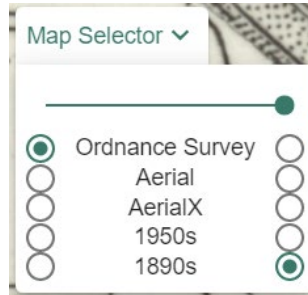 Map Selector
Ordnance Survey
Aerial
AerialX
1950s
1890s